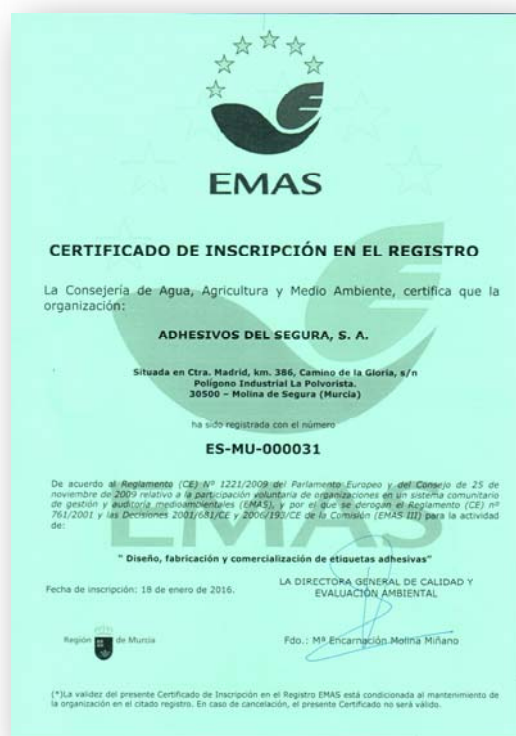 EMAS
CERTIFICADO DE INSCRIPCIÓN EN EL REGISTRO
La Consejería de Agua, Agricultura y Medio Ambiente, certifica que la
organización:
ADHESIVOS DEL SEGURA, S. A.
Situada en Ctra. Madrid, km. 386, Camino de la Gloria, s/n
Polígono Industrial La Polvorista.
30500 – Molina de Segura (Murcia)
ha sido registrada con el número
ES-MU-000031
De acuerdo al Reglamento (CE) Nº 1221/2009 del Parlamento Europeo y del Consejo de 25 de
noviembre de 2009 relativo a la participación voluntaria de organizaciones en un sistema comunitario
de gestión y auditoría medioambientales (EMAS), y por el que se derogan el Reglamento (CE) nº
761/2001 y las Decisiones 2001/681/CE y 2006/193/CE de la Comisión (EMAS III) para la actividad
de:
EMAS
" Diseño, fabricación y comercialización de etiquetas adhesivas"
Fecha de inscripción: 18 de enero de 2016.
LA DIRECTORA GENERAL DE CALIDAD Y
EVALUACIÓN AMBIENTAL
Región de Murcia
Fdo.: Mª Encarnación Molina Miñano
(*)La validez del presente Certificado de Inscripción en el Registro EMAS está condicionada al mantenimiento de
la organización en el citado registro. En caso de cancelación, el presente Certificado no será válido.